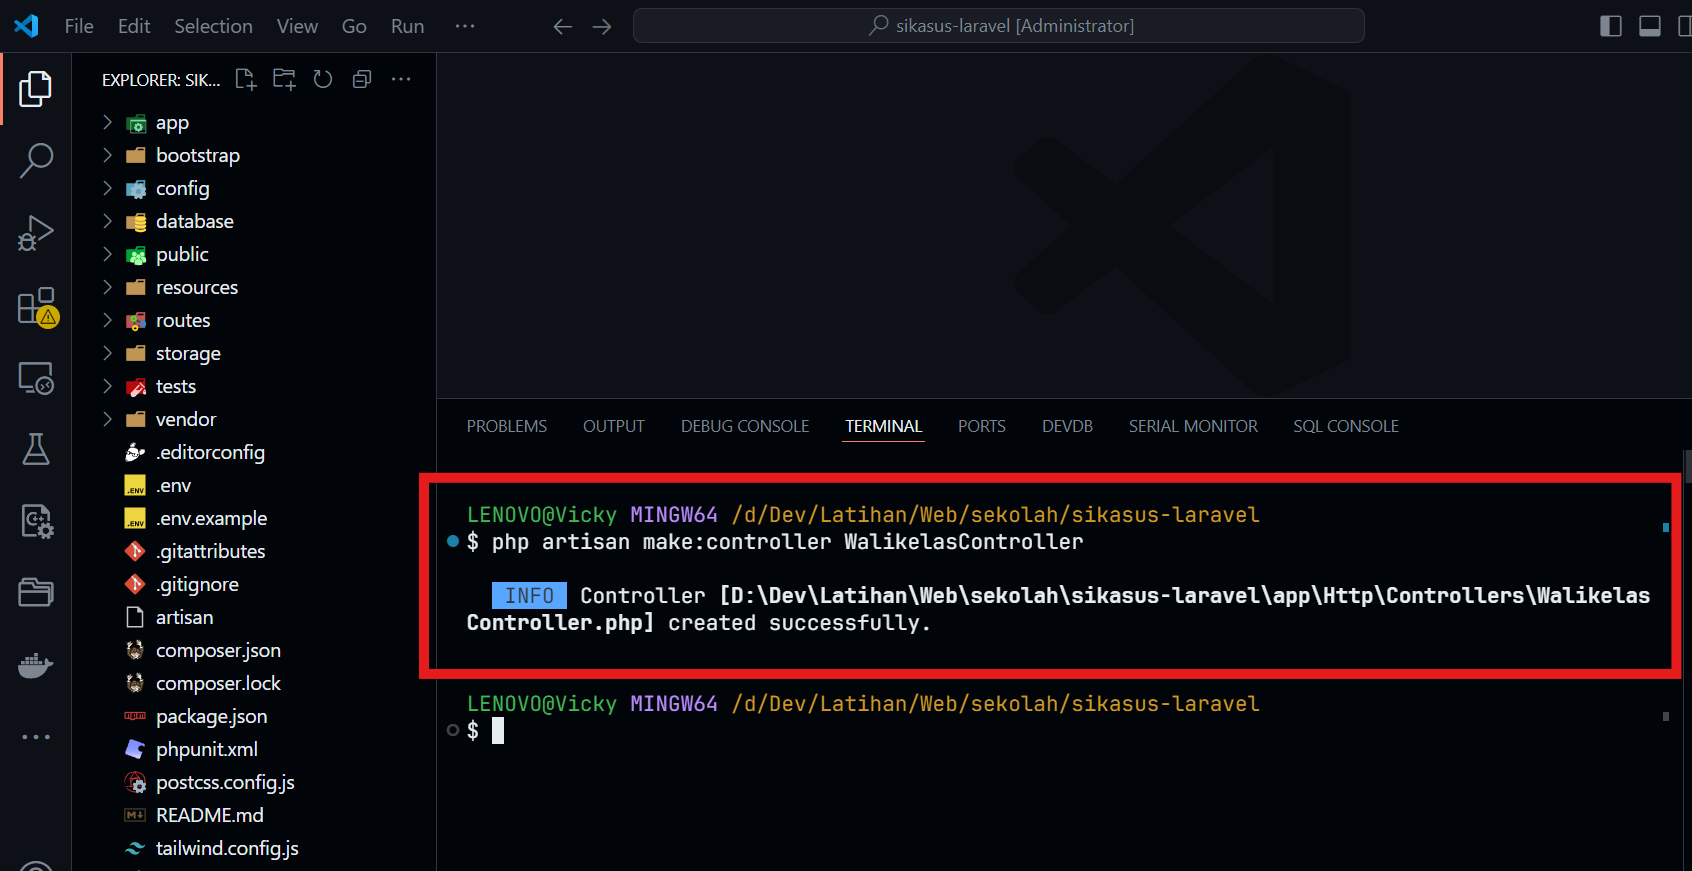 File Edit Selection View Go Run ...
sikasus-laravel [Administrator]
EXPLORER: SIK...
app
bootstrap
config
database
public
resources
routes
storage
tests
vendor
.editorconfig
.env
.env.example
.gitattributes
.gitignore
artisan
composer.json
composer.lock
package.json
phpunit.xml
postcss.config.js
README.md
tailwind.config.js
PROBLEMS OUTPUT DEBUG CONSOLE TERMINAL PORTS DEVDB SERIAL MONITOR SQL CONSOLE
LENOVO@Vicky MINGW64 /d/Dev/Latihan/Web/sekolah/sikasus-laravel
$ php artisan make:controller WalikelasController
INFO Controller [D:\Dev\Latihan\Web\sekolah\sikasus-laravel\app\Http\Controllers\Walikelas
Controller.php] created successfully.
LENOVO@Vicky MINGW64 /d/Dev/Latihan/Web/sekolah/sikasus-laravel
$